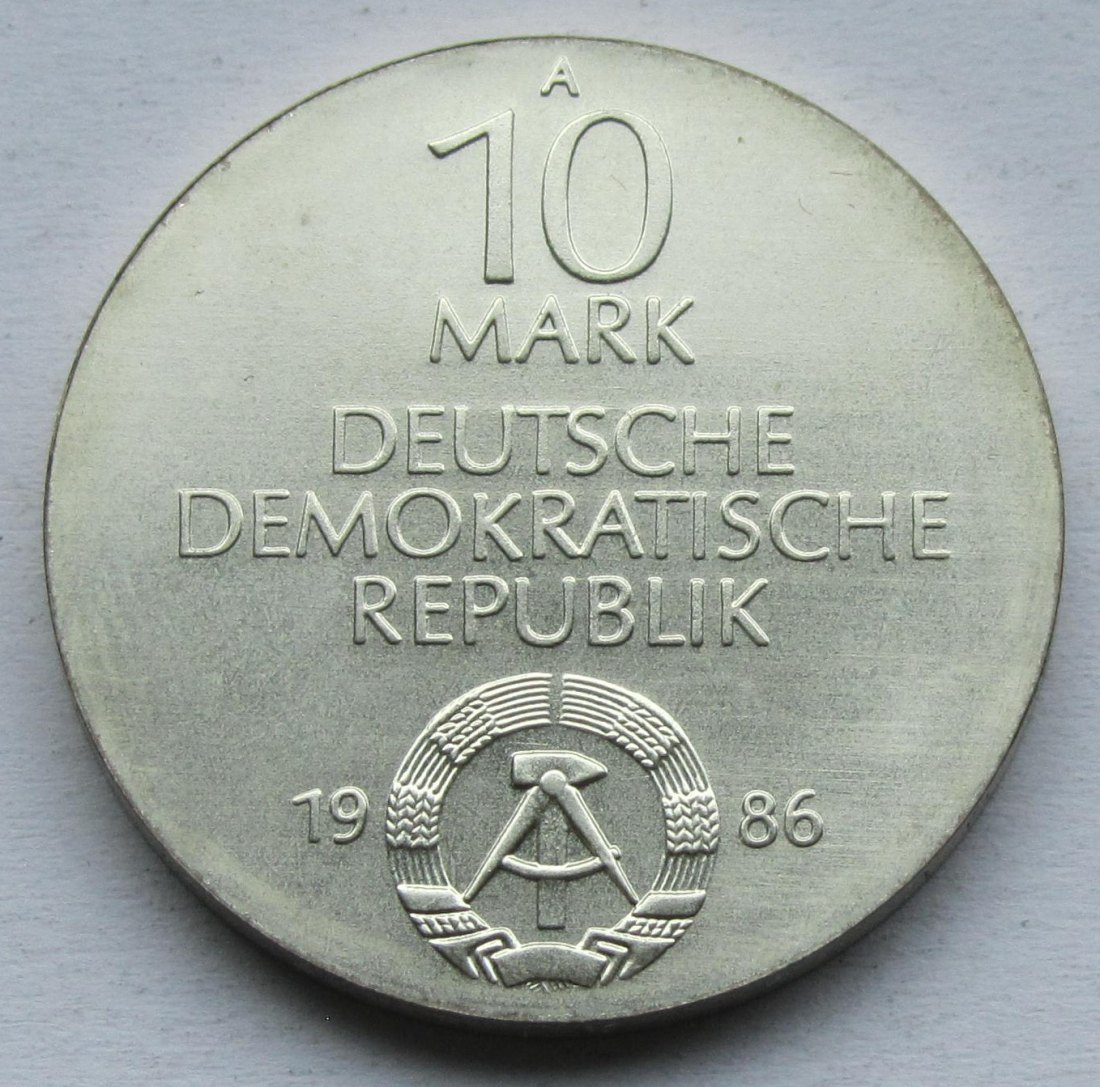 A
10
MARK
DEUTSCHE
DEMOKRATISCHE
REPUBLIK
19 86